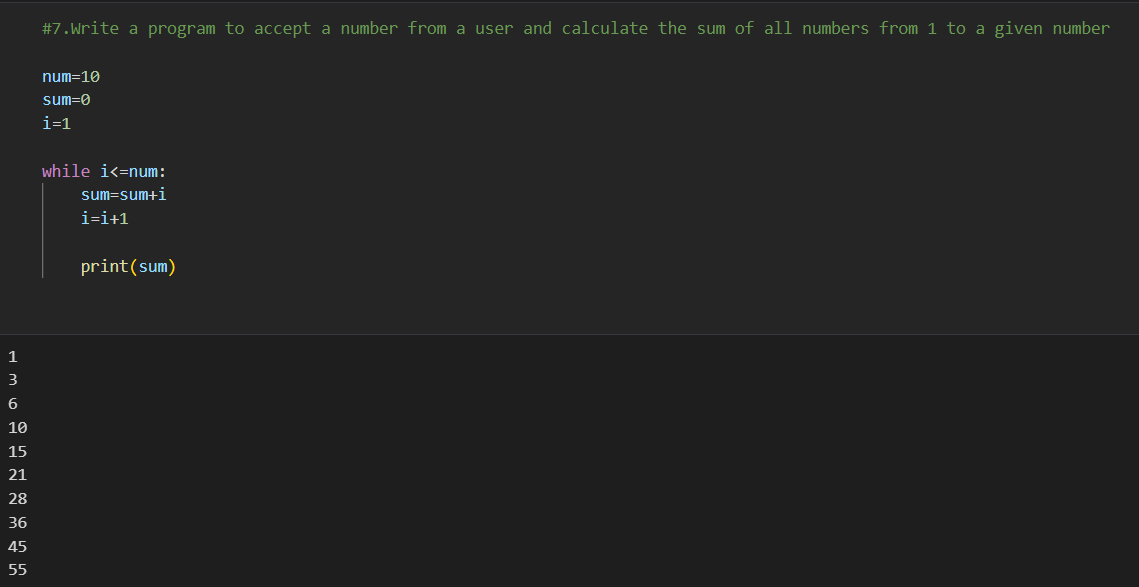 #7.Write a program to accept a number from a user and calculate the sum of all numbers from 1 to a given number
num=10
sum=0
i=1
while i<=num:
    sum=sum+i
    i=i+1
    print(sum)
1
3
6
10
15
21
28
36
45
55